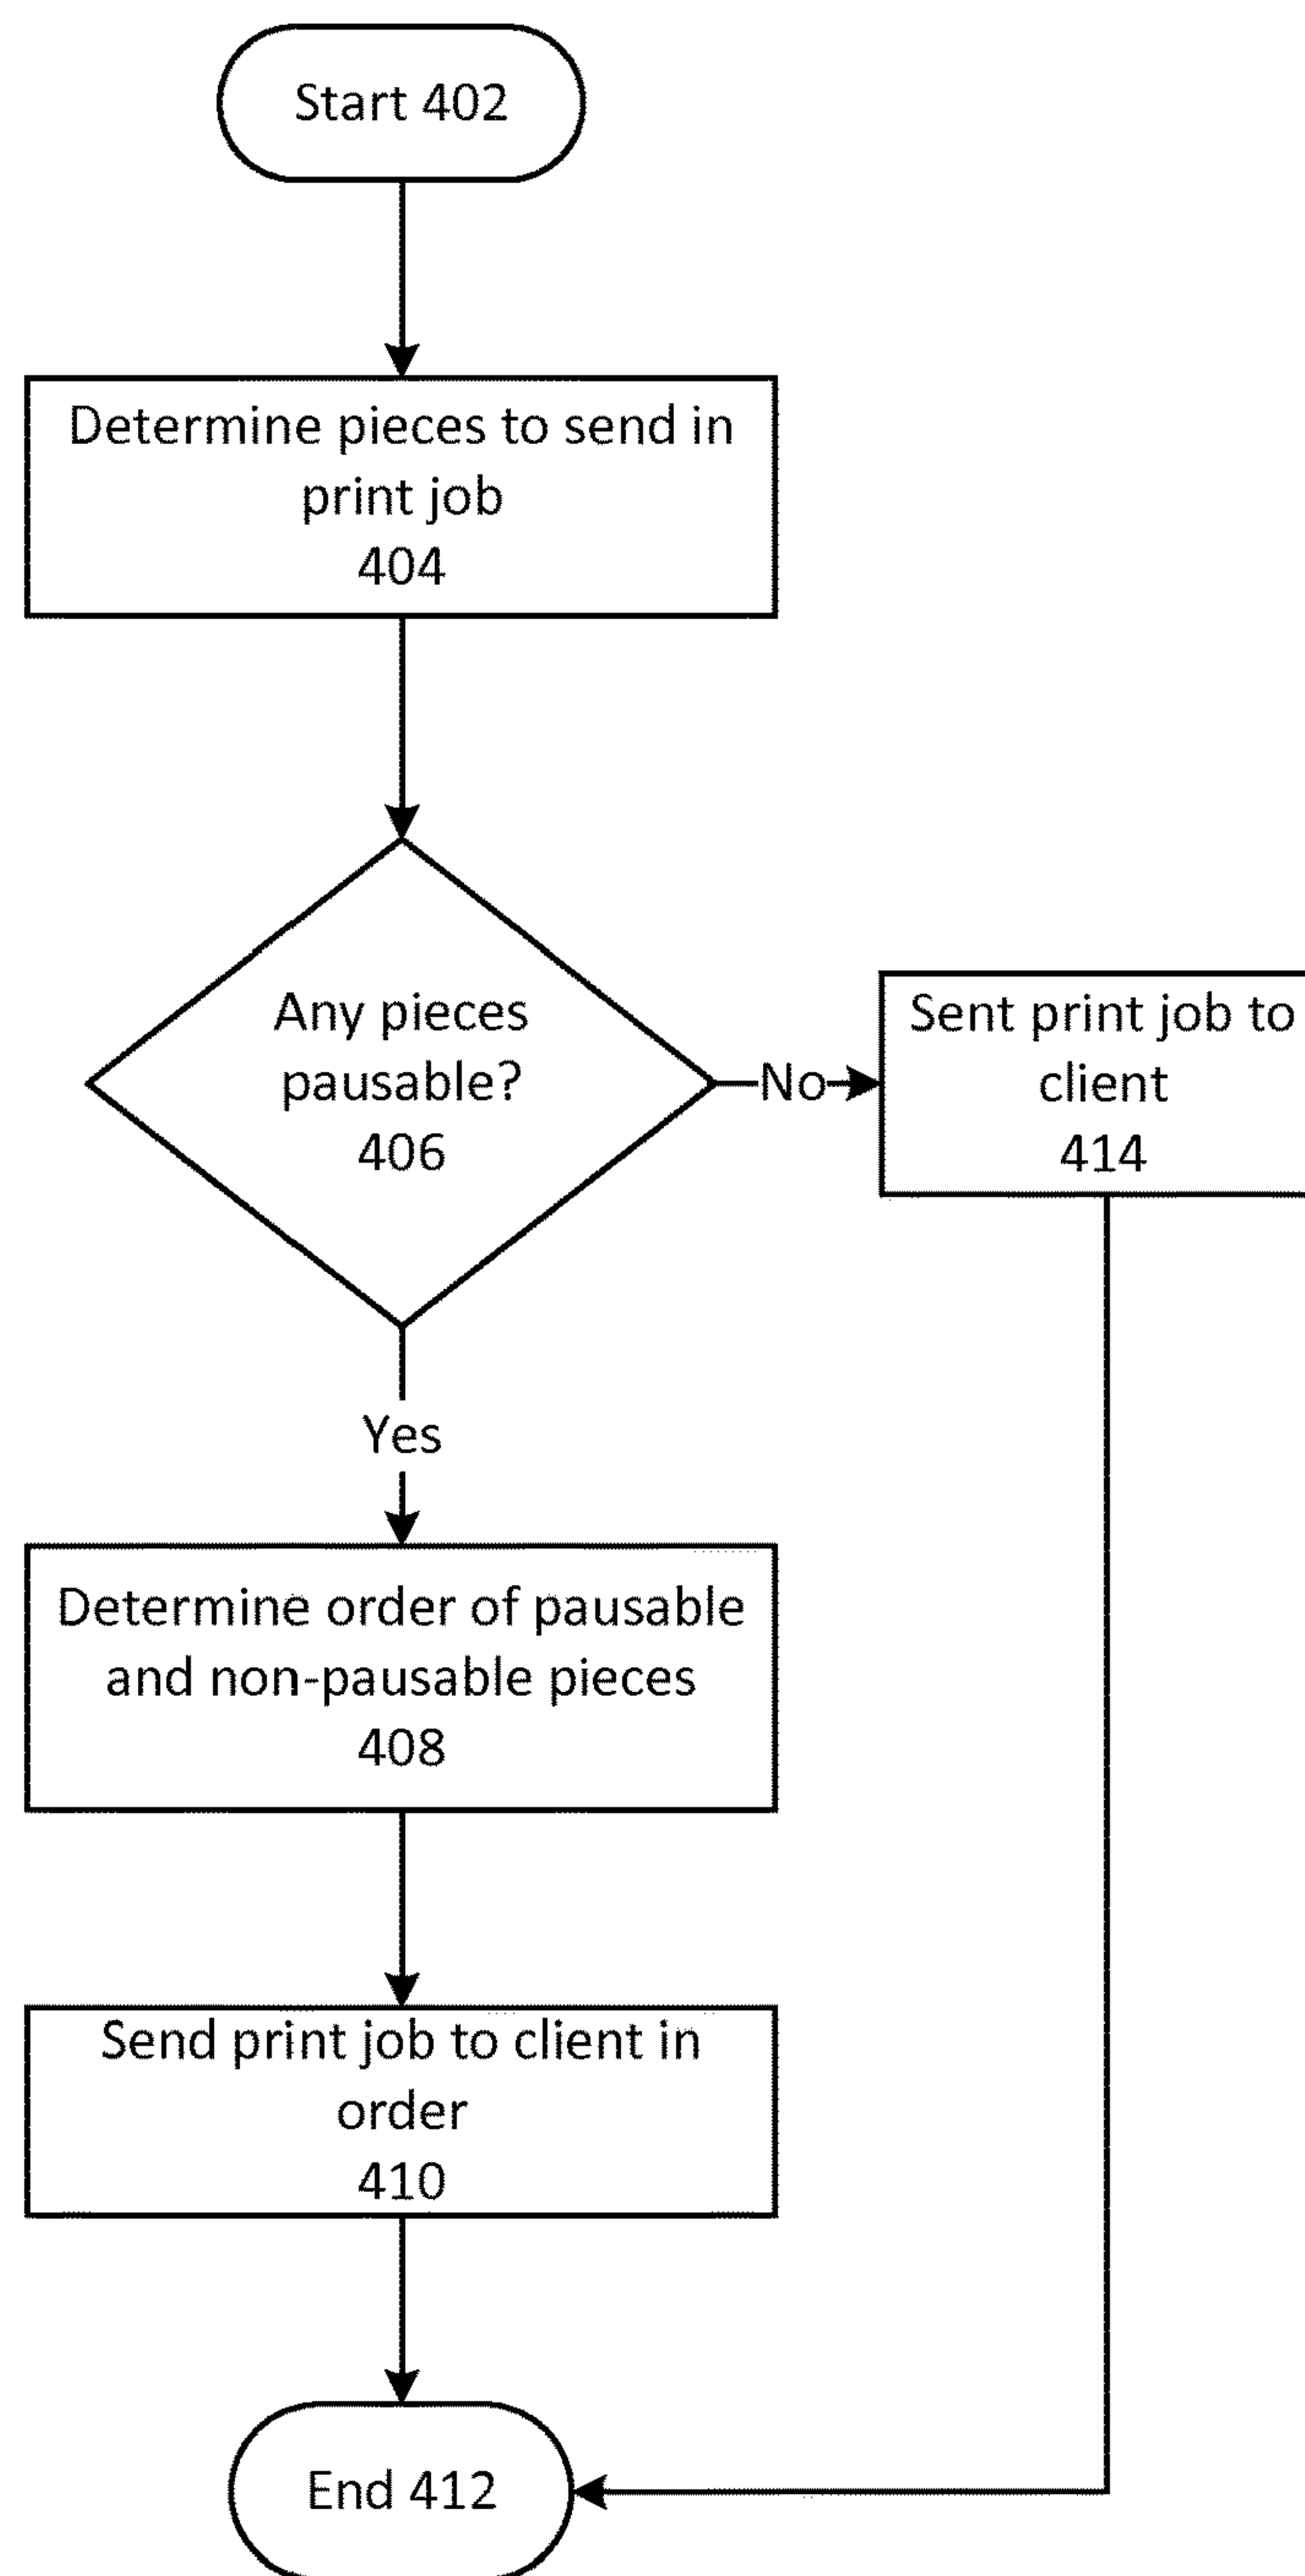 Start 402
Determine pieces to send in
print job
404
Any pieces
pausable?
406
No
Sent print job to
client
414
Yes
Determine order of pausable
and non-pausable pieces
408
Send print job to client in
order
410
End 412